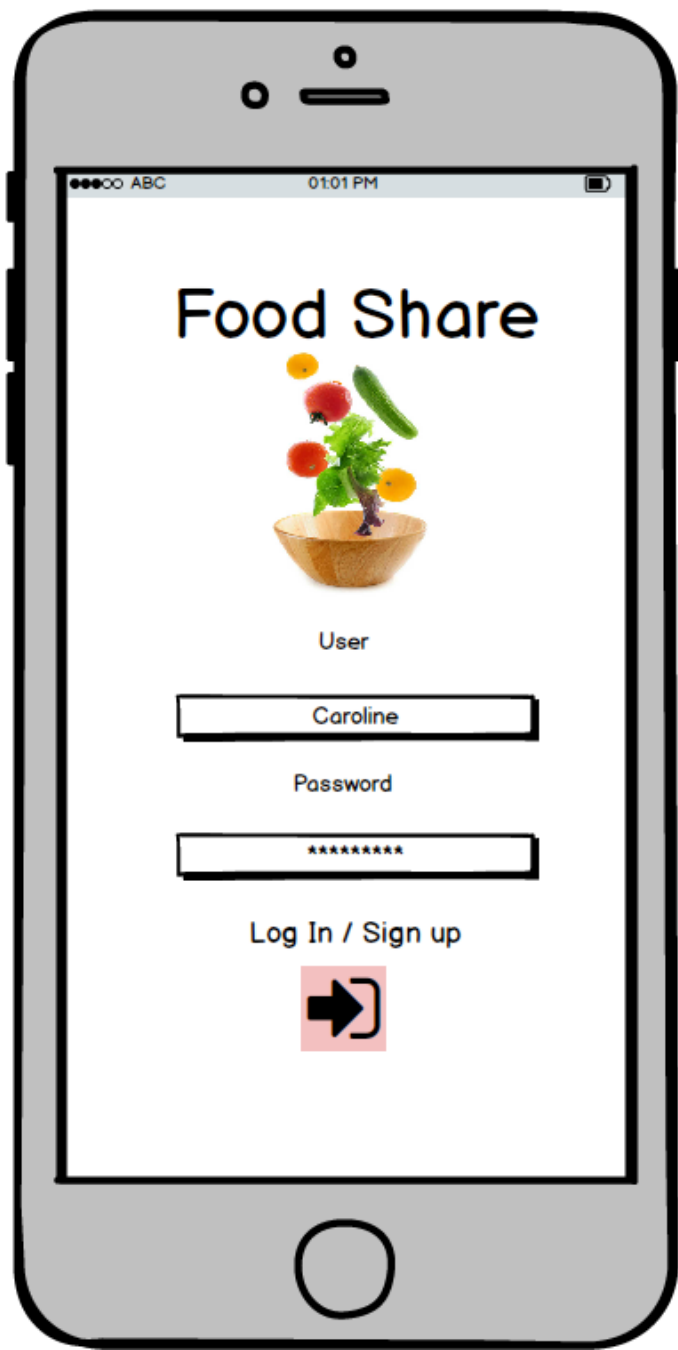 ABC 01:01 PM
Food Share
User
Caroline
Password
*********
Log In / Sign up